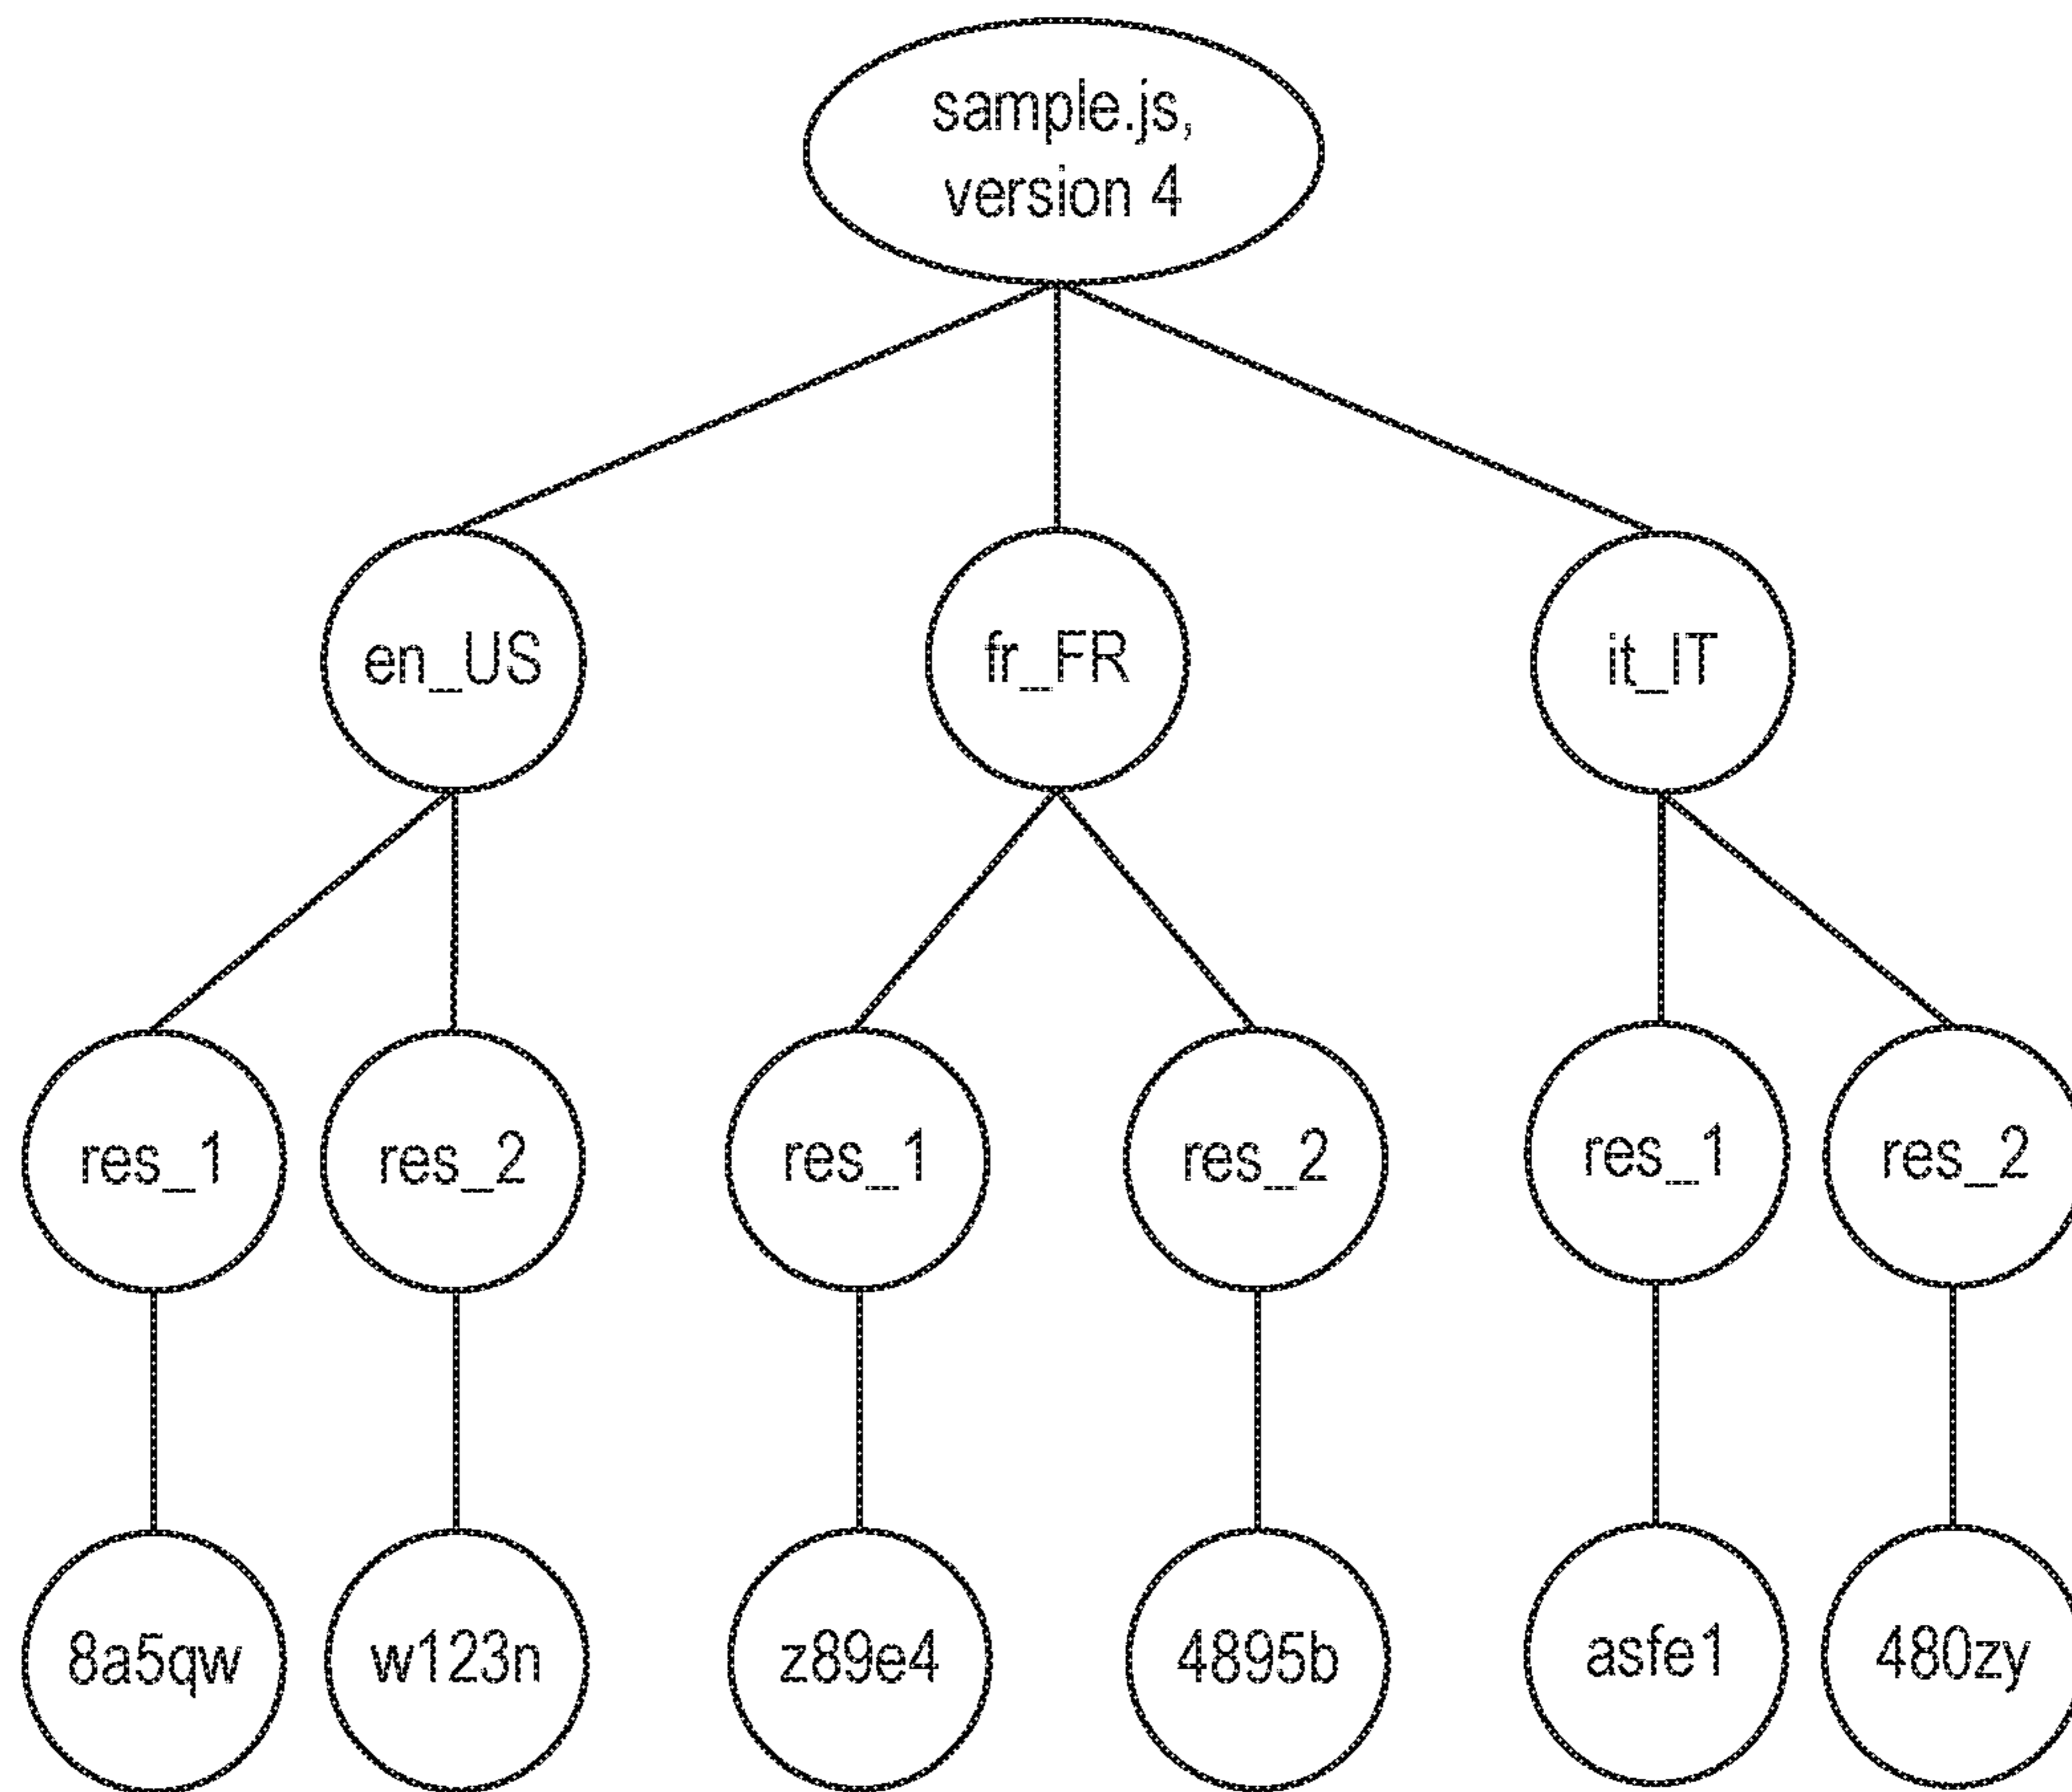 sample.js,
version 4
en_US
fr_FR
it_IT
res_1
res_2
res_1
res_2
res_1
res_2
8a5qw
w123n
z89e4
4895b
asfe1
480zy